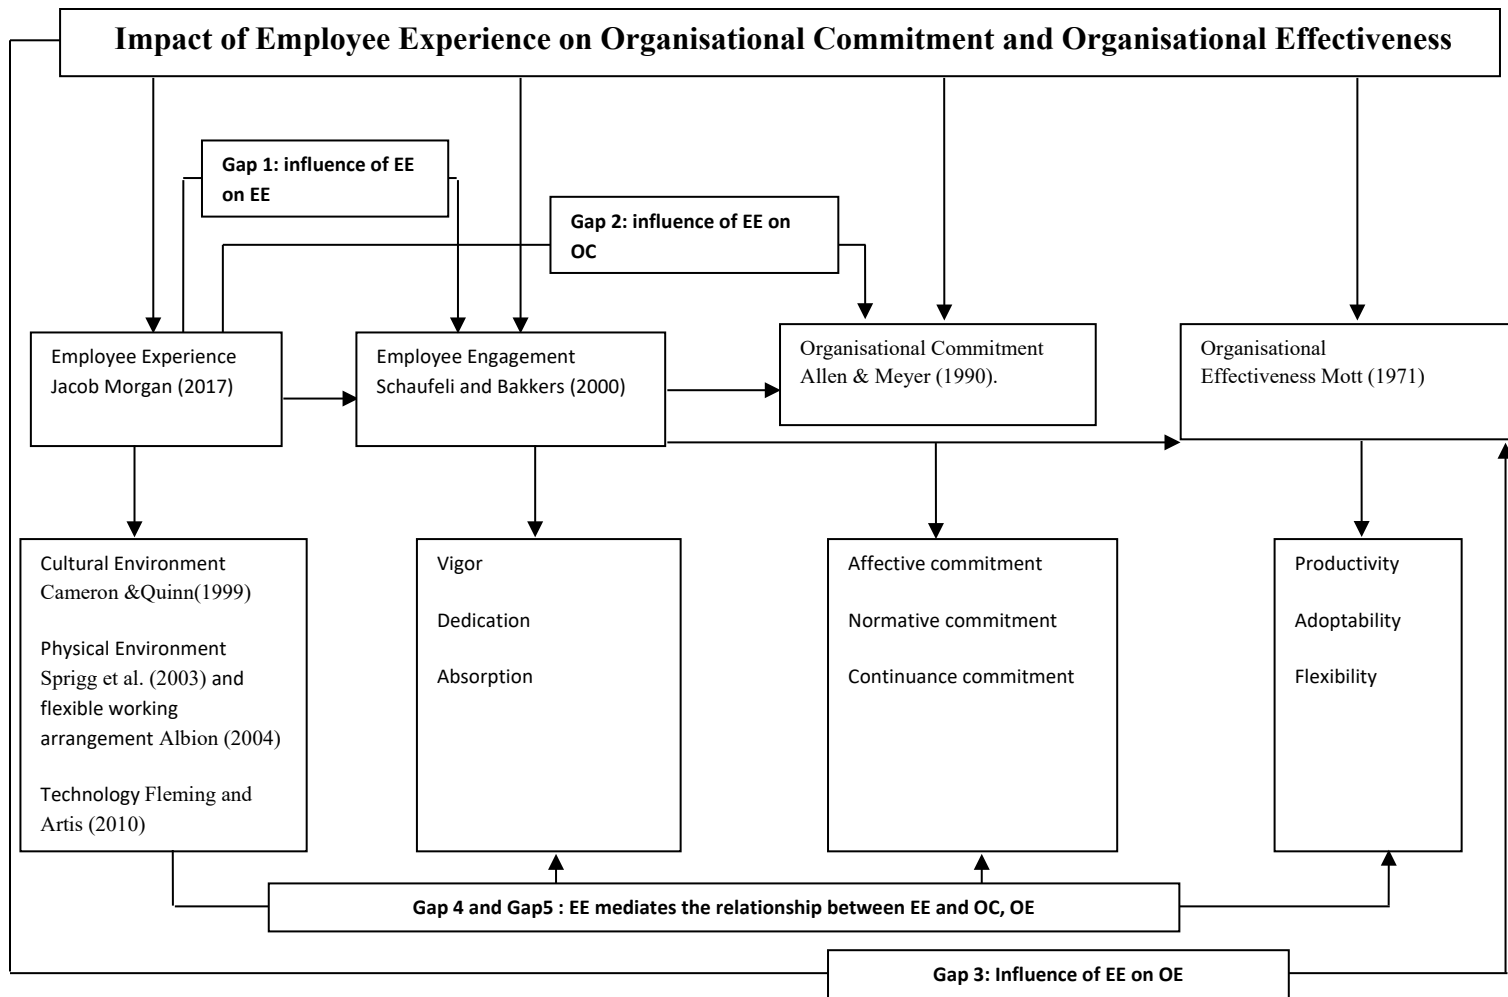 Impact of Employee Experience on Organisational Commitment and Organisational Effectiveness
Gap 1: influence of EE
on EE
Gap 2: influence of EE on
OC
Employee Experience
Jacob Morgan (2017)
Employee Engagement
Schaufeli and Bakkers (2000)
Organisational Commitment
Allen & Meyer (1990).
Organisational
Effectiveness Mott (1971)
Cultural Environment
Cameron &Quinn(1999)
Physical Environment
Sprigg et al. (2003) and
flexible working
arrangement Albion (2004)
Technology Fleming and
Artis (2010)
Vigor
Dedication
Absorption
Affective commitment
Normative commitment
Continuance commitment
Productivity
Adoptability
Flexibility
Gap 4 and Gap5 : EE mediates the relationship between EE and OC, OE
Gap 3: Influence of EE on OE